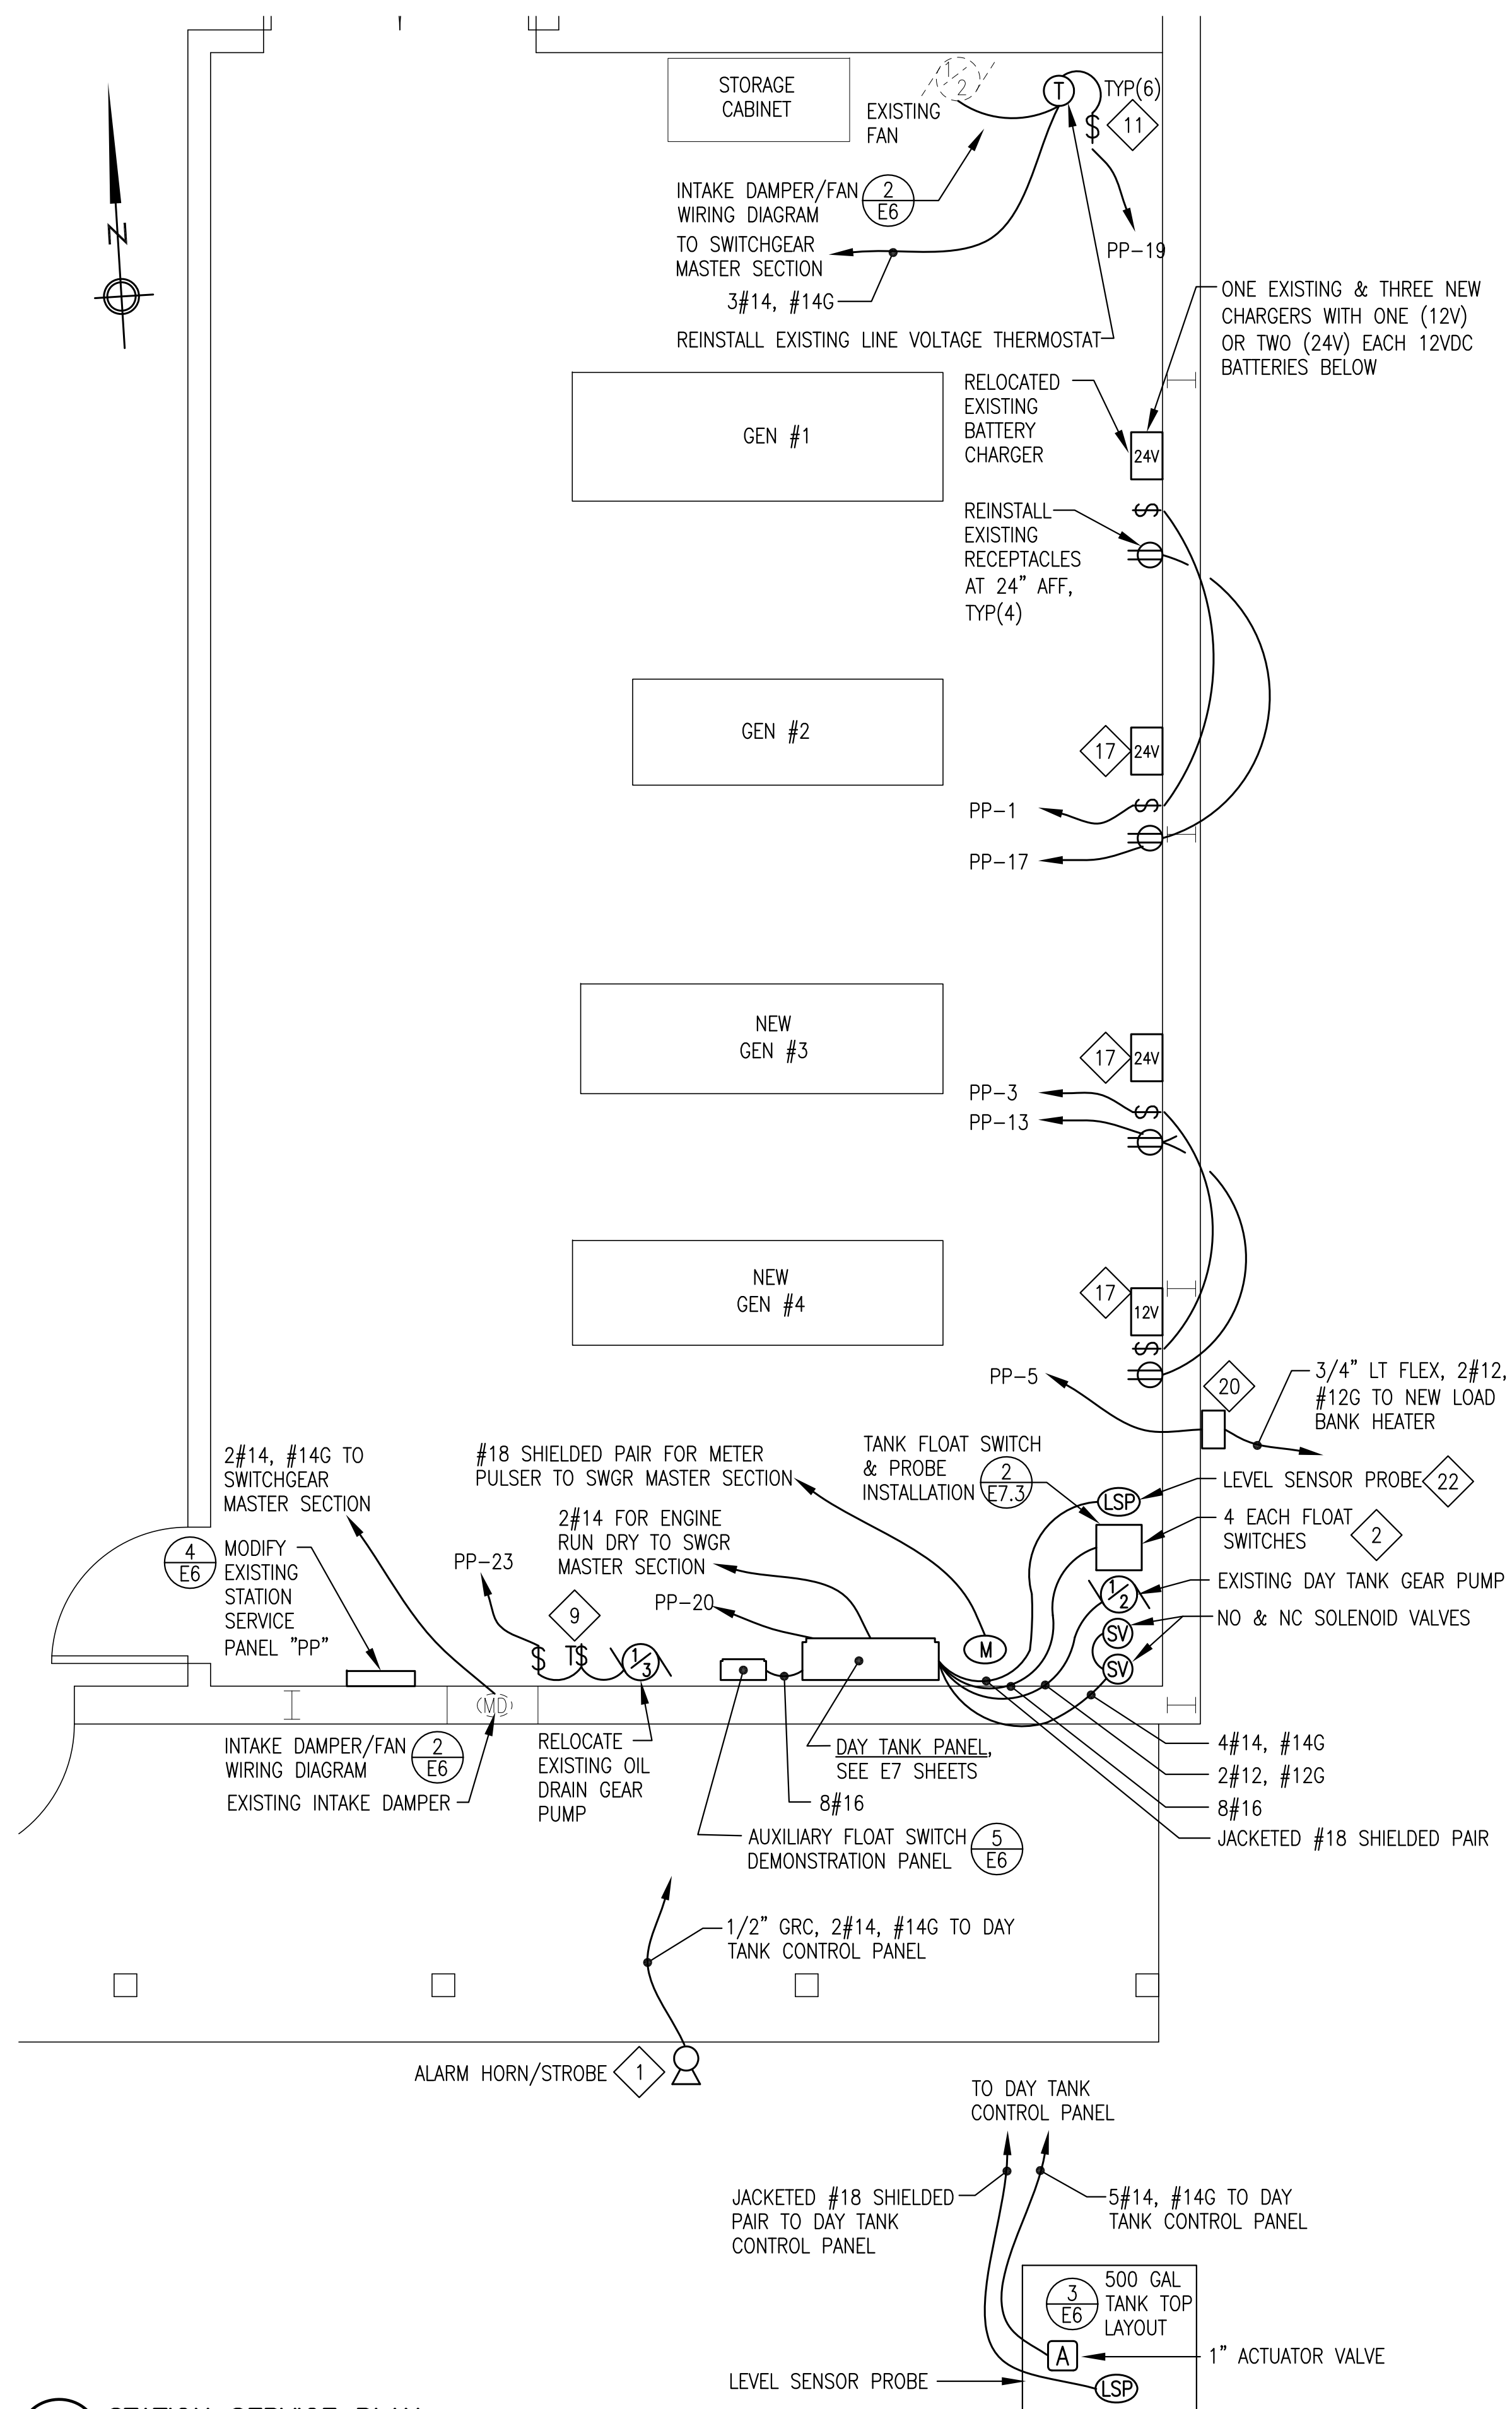 STORAGE
CABINET
1
2
EXISTING
FAN
T
TYP(6)
$
11
INTAKE DAMPER/FAN
WIRING DIAGRAM
2
E6
N
TO SWITCHGEAR
MASTER SECTION
PP-19
3#14, #14G
REINSTALL EXISTING LINE VOLTAGE THERMOSTAT
ONE EXISTING & THREE NEW
CHARGERS WITH ONE (12V)
OR TWO (24V) EACH 12VDC
BATTERIES BELOW
GEN #1
RELOCATED
EXISTING
BATTERY
CHARGER
24V
$
REINSTALL
EXISTING
RECEPTACLES
AT 24" AFF,
TYP(4)
GEN #2
17
24V
$
PP-1
PP-17
NEW
GEN #3
17
24V
PP-3
$
PP-13
NEW
GEN #4
17
12V
$
PP-5
20
3/4" LT FLEX, 2#12,
#12G TO NEW LOAD
BANK HEATER
2#14, #14G TO
SWITCHGEAR
MASTER SECTION
#18 SHIELDED PAIR FOR METER
PULSER TO SWGR MASTER SECTION
TANK FLOAT SWITCH
& PROBE
INSTALLATION
2
E7.3
LSP
LEVEL SENSOR PROBE
22
4 EACH FLOAT
SWITCHES
2
2#14 FOR ENGINE
RUN DRY TO SWGR
MASTER SECTION
4
E6
MODIFY
EXISTING
STATION
SERVICE
PANEL "PP"
PP-23
9
PP-20
1/2
EXISTING DAY TANK GEAR PUMP
NO & NC SOLENOID VALVES
$
T$
1/3
M
SV
SV
(MD)
INTAKE DAMPER/FAN
WIRING DIAGRAM
2
E6
EXISTING INTAKE DAMPER
RELOCATE
EXISTING OIL
DRAIN GEAR
PUMP
DAY TANK PANEL,
SEE E7 SHEETS
8#16
4#14, #14G
2#12, #12G
8#16
JACKETED #18 SHIELDED PAIR
AUXILIARY FLOAT SWITCH
DEMONSTRATION PANEL
5
E6
1/2" GRC, 2#14, #14G TO DAY
TANK CONTROL PANEL
ALARM HORN/STROBE
1
TO DAY TANK
CONTROL PANEL
JACKETED #18 SHIELDED
PAIR TO DAY TANK
CONTROL PANEL
5#14, #14G TO DAY
TANK CONTROL PANEL
3
E6
500 GAL
TANK TOP
LAYOUT
A
1" ACTUATOR VALVE
LEVEL SENSOR PROBE
LSP
STATION SERVICE PLAN